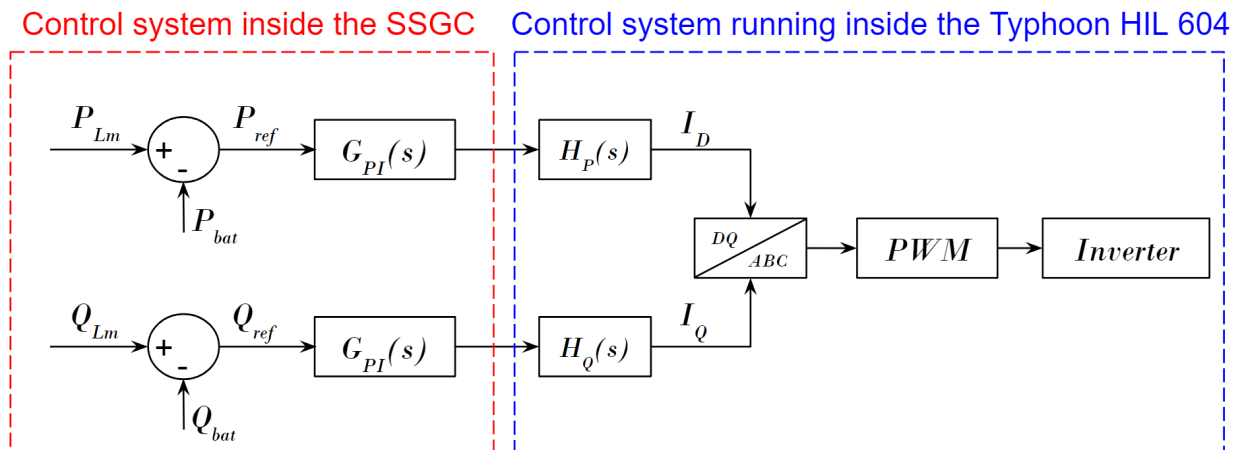 Control system inside the SSGC
Control system running inside the Typhoon HIL 604
P_Lm
+
-
P_ref
P_bat
G_PI(s)
H_P(s)
I_D
DQ
ABC
PWM
Inverter
Q_Lm
+
-
Q_ref
Q_bat
G_PI(s)
H_Q(s)
I_Q